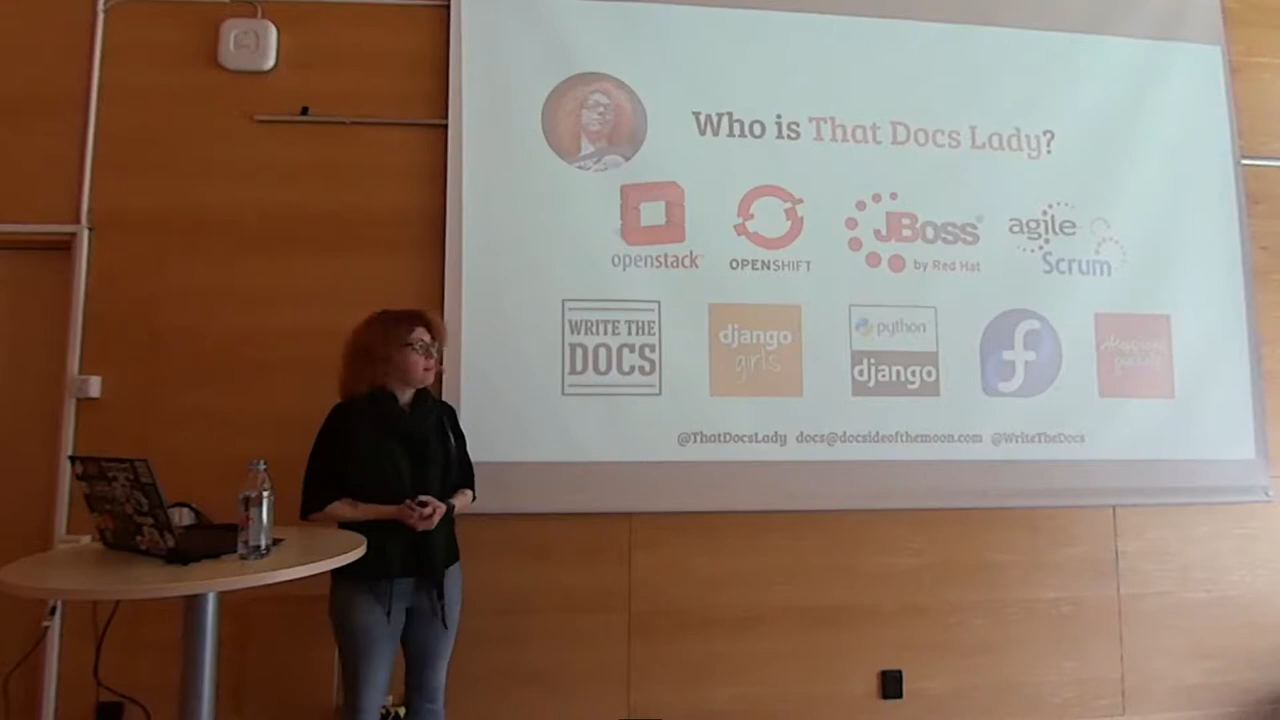 Who is That Docs Lady?
openstack
OPENSHIFT
JBoss
by Red Hat
agile
Scrum
WRITE THE
DOCS
django
girls
python
django
@ThatDocsLady docs@docsideofthemoon.com @WriteTheDocs